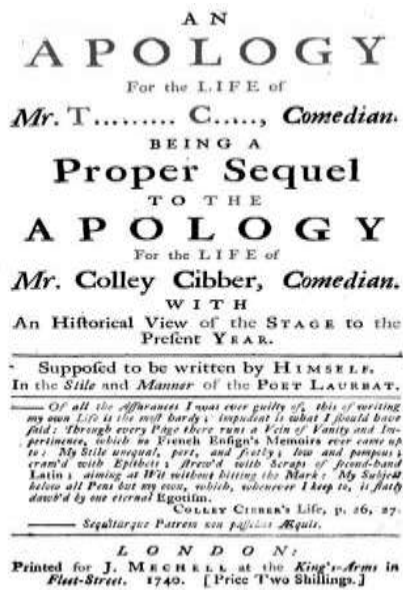 AN
APOLOGY
For the LIFE of
Mr. T......... C....., Comedian.
BEING A
Proper Sequel
TO THE
APOLOGY
For the LIFE of
Mr. Colley Cibber, Comedian.
WITH
An Hiſtorical View of the STAGE to the
Preſent YEAR.
Suppoſed to be written by HIMSELF.
In the Stile and Manner of the POET LAUREAT.
—— Of all the Aſſurances I was ever guilty of, this of writing
my own Life is the moſt hardy: impudent is what I ſhould have
ſaid: Through every Page there runs a Vein of Vanity and Im-
pertinence, which no French Enſign's Memoirs ever came up
to: My Stile unequal, pert, and frothy; low and pompous;
cram'd with Epithets; ſtrew'd with Scraps of ſecond-hand
Latin; aiming at Wit without hitting the Mark: My Subject
below all Pens but my own, which, whenever I keep to, is flatly
dawb'd by one eternal Egotiſm.
COLLEY CIBBER's Life, p. 26, 27.
—— Sequiturque Patrem non paſſibus Æquis.
LONDON:
Printed for J. MECHELL at the King's-Arms in
Fleet-Street. 1740. [Price Two Shillings.]